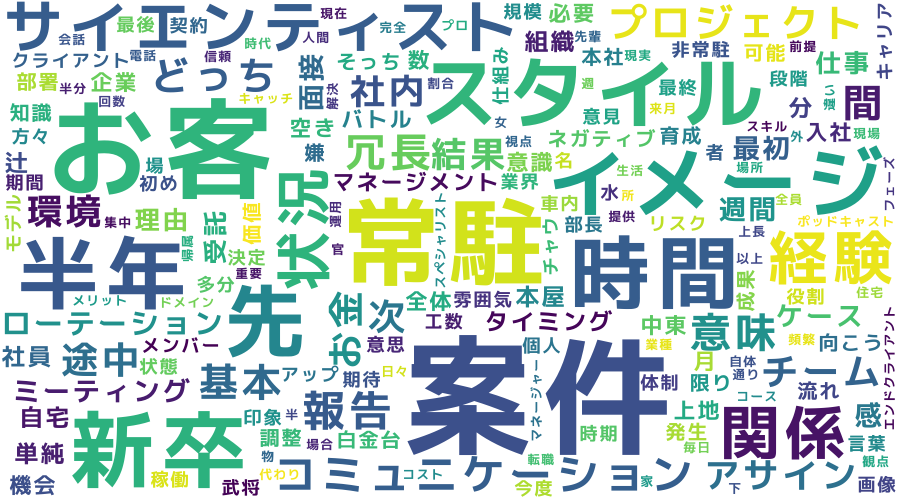 サイエンティスト
最後
契約
現在
完全
プロ
規模
必要
プロジェクト
キャリア
会話
電話
信頼
時代
人間
先輩
組織
非常駐
可能
仕事
クライアント
どっち
面接
そっち
数
仕組み
本社
現実
前提
部署
半分
企業
キャッチ
解決
割合
社内
スタイル
週
最終
段階
間
遅い
回数
知識
お客
空き
バトル
女
意見
来月
分
スキル
外
入社
現場
方々
嫌
冗長
結果
視点
ネガティブ
育成
者
最初
場所
辻
場
意識
名
イメージ
生活
期間
初め
マネージメント
業界
水
所
週間
全員
フェーズ
モデル
環境
集中
理由
受託
価値
状況
運用
常駐
スペシャリスト
車内
部長
提供
リスク
ポッドキャスト
チャリ
上長
経験
半年
帰属
決定
官
時間
以上
多分
重要
先
お金
全体
雰囲気
本屋
成果
役割
住宅
メリット
ドメイン
次
ローテーション
工数
タイミング
中東
意味
ケース
社員
途中
メンバー
状態
意思
案件
個人
業種
頻繁
向こう
エンドクライアント
月
自体
通り
チーム
ミーティング
基本
アップ
期待
日々
マネージャー
体制
限り
流れ
コース
自宅
新卒
印象
半
報告
時期
上地
関係
感
単純
調整
場合
白金台
発生
言葉
毎日
観点
機会
稼働
物
代わり
武将
コミュニケーション
コスト
転職
今度
家
アサイン
下
画像